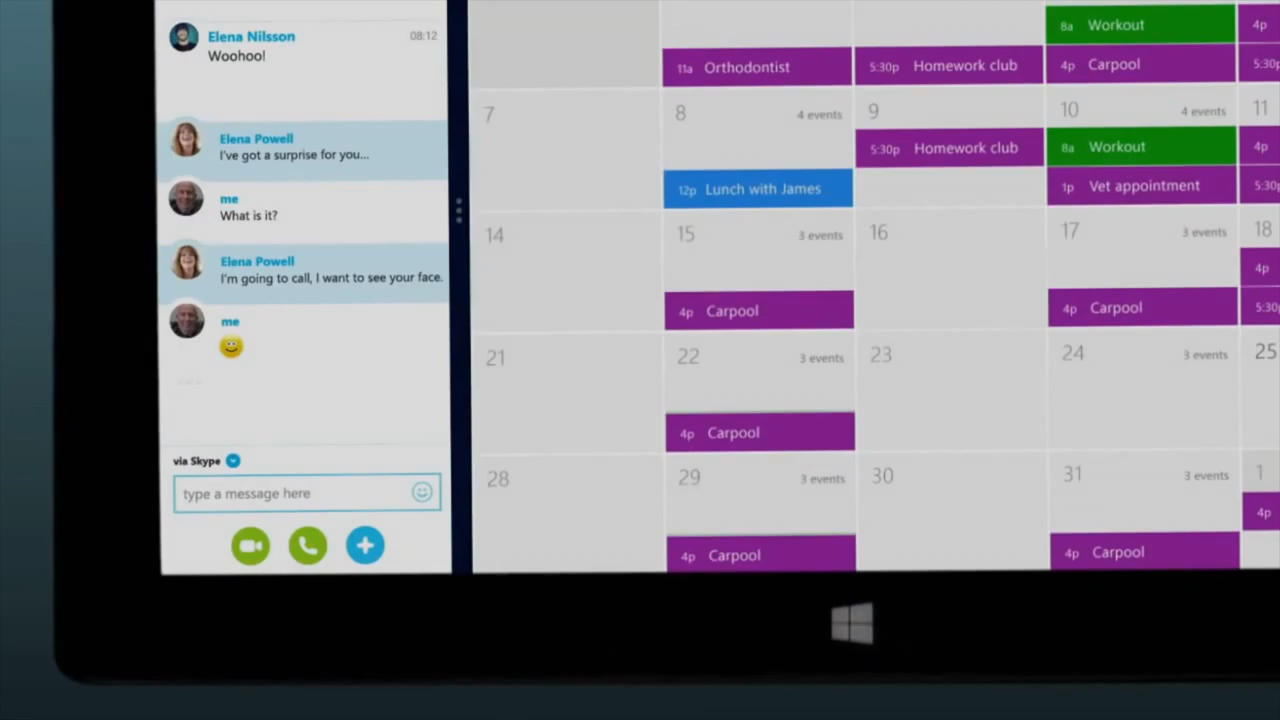 Elena Nilsson 08:12
Woohoo!
Elena Powell
I've got a surprise for you...
me
What is it?
Elena Powell
I'm going to call, I want to see your face.
me
via Skype
type a message here
8a Workout
4p
11a Orthodontist
5:30p Homework club
4p Carpool
5:30p
7
8 4 events
9
10 4 events
11
5:30p Homework club
8a Workout
4p
12p Lunch with James
1p Vet appointment
5:30p
14
15 3 events
16
17 3 events
18
4p
4p Carpool
4p Carpool
5:30
21
22 3 events
23
24 3 events
25
4p Carpool
28
29 3 events
30
31 3 events
1
4p
4p Carpool
4p Carpool